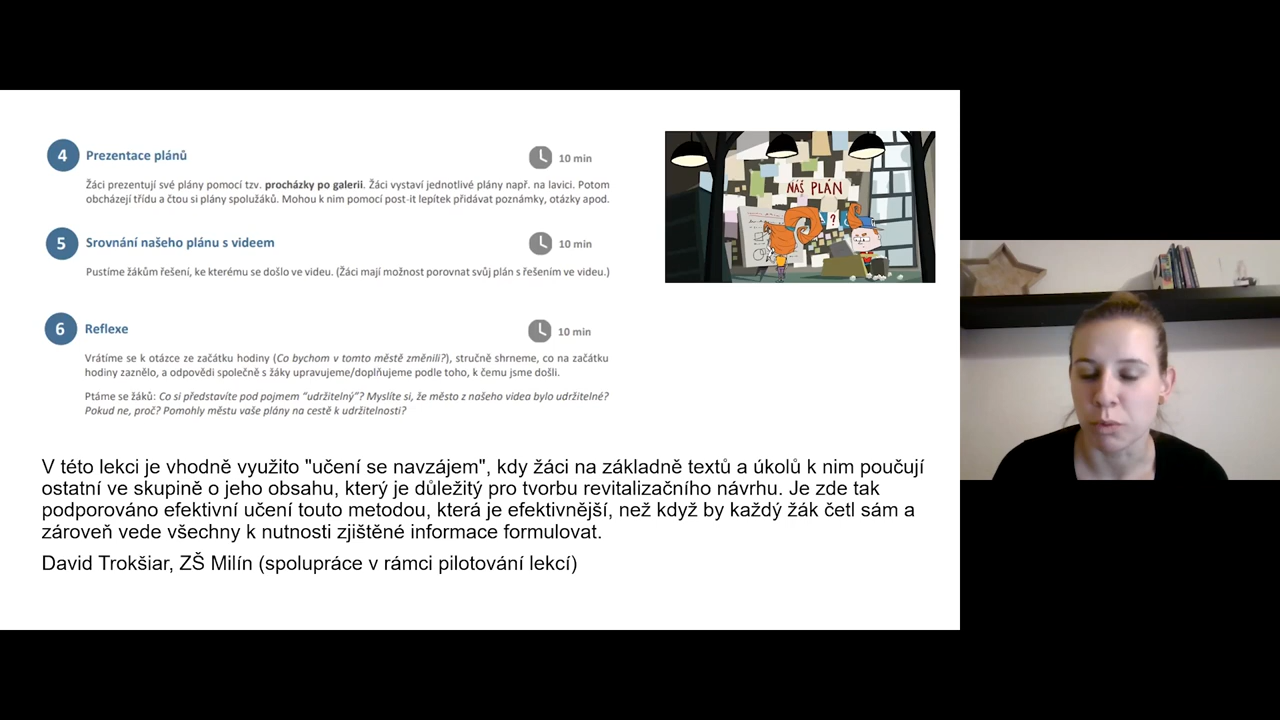 4 Prezentace plánů 10 min
Žáci prezentují své plány pomocí tzv. procházky po galerii. Žáci vystaví jednotlivé plány např. na lavici. Potom
obcházejí třídu a čtou si plány spolužáků. Mohou k nim pomocí post-it lepítek přidávat poznámky, otázky apod.
NÁŠ PLÁN
?
5 Srovnání našeho plánu s videem 10 min
Pustíme žákům řešení, ke kterému se došlo ve videu. (Žáci mají možnost porovnat svůj plán s řešením ve videu.)
6 Reflexe 10 min
Vrátíme se k otázce ze začátku hodiny (Co bychom v tomto městě změnili?), stručně shrneme, co na začátku
hodiny zaznělo, a odpovědi společně s žáky upravujeme/doplňujeme podle toho, k čemu jsme došli.
Ptáme se žáků: Co si představíte pod pojmem “udržitelný”? Myslíte si, že město z našeho videa bylo udržitelné?
Pokud ne, proč? Pomohly městu vaše plány na cestě k udržitelnosti?
V této lekci je vhodně využito "učení se navzájem", kdy žáci na základně textů a úkolů k nim poučují
ostatní ve skupině o jeho obsahu, který je důležitý pro tvorbu revitalizačního návrhu. Je zde tak
podporováno efektivní učení touto metodou, která je efektivnější, než když by každý žák četl sám a
zároveň vede všechny k nutnosti zjištěné informace formulovat.
David Trokšiar, ZŠ Milín (spolupráce v rámci pilotování lekcí)